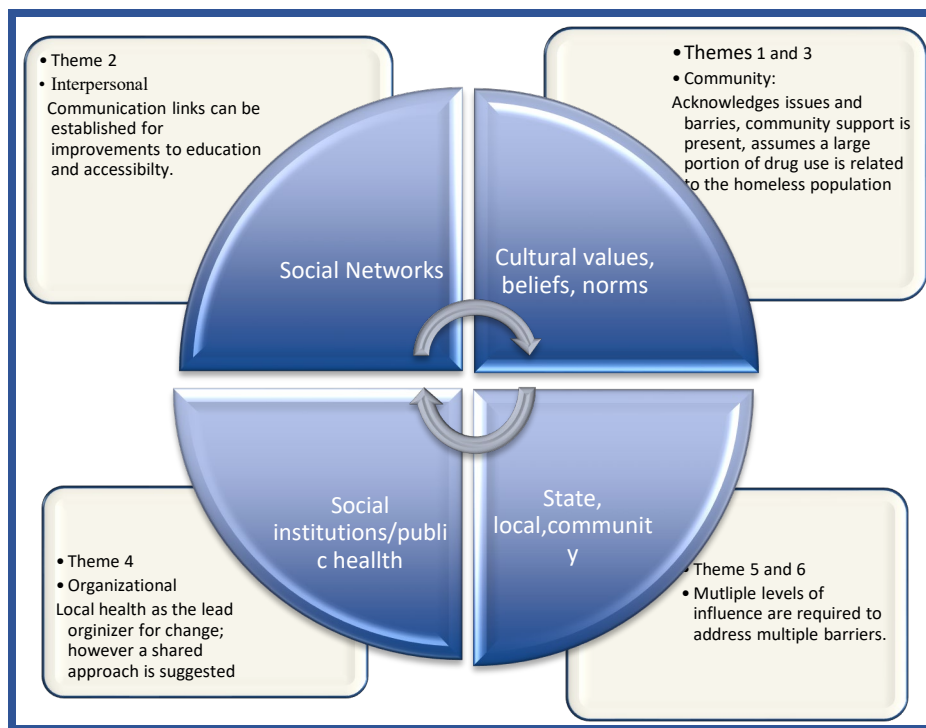 • Theme 2
• Interpersonal
Communication links can be
established for
improvements to education
and accessibilty.
• Themes 1 and 3
• Community:
Acknowledges issues and
barries, community support is
present, assumes a large
portion of drug use is related
to the homeless population
Social Networks
Cultural values,
beliefs, norms
Social
institutions/publi
c heallth
State,
local,communit
y
• Theme 4
• Organizational
Local health as the lead
orginizer for change;
however a shared
approach is suggested
• Theme 5 and 6
• Mutliple levels of
influence are required to
address multiple barriers.